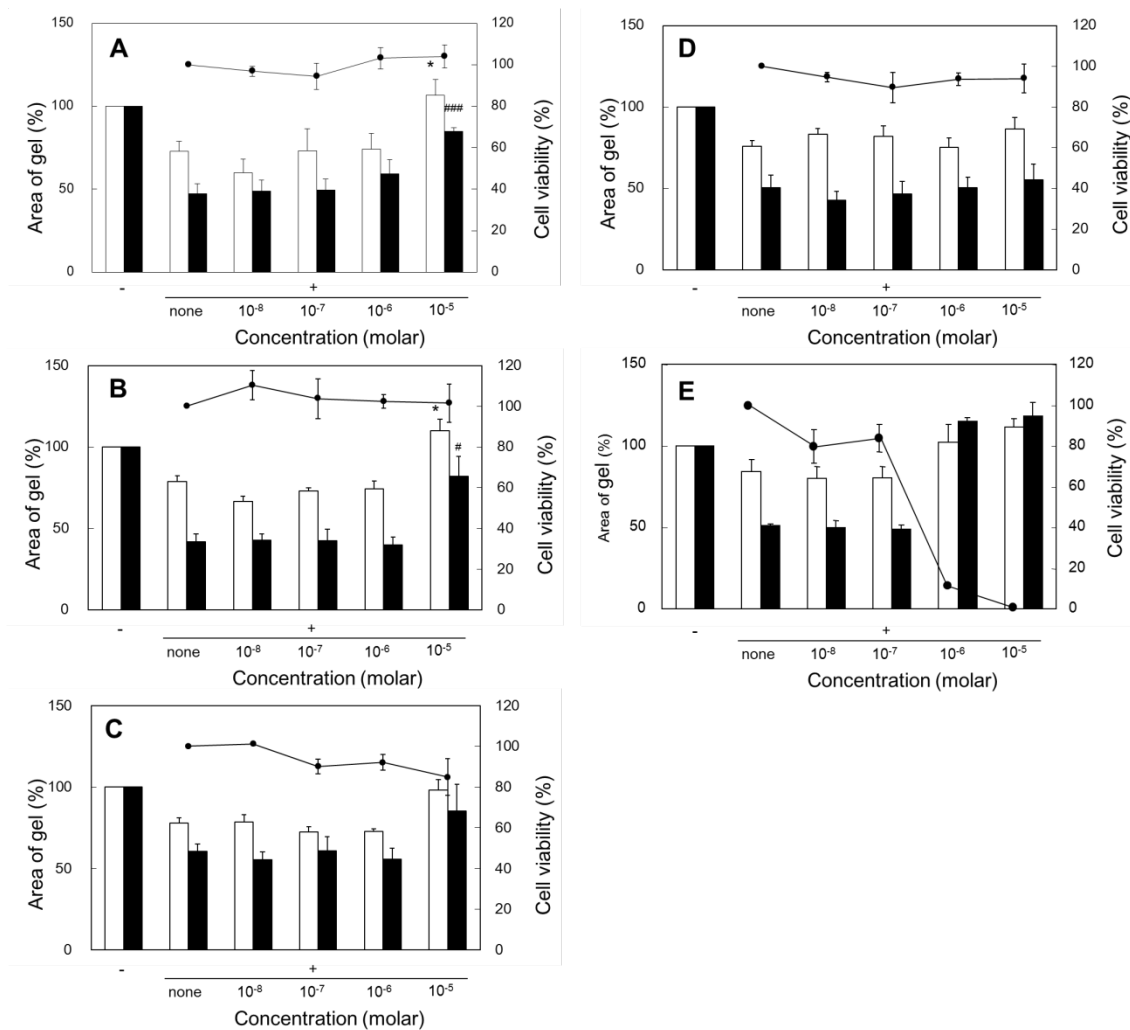 A
Area of gel (%)
Cell viability (%)
150
100
50
0
120
100
80
60
40
20
0
*
###
-
+
none 10⁻⁸ 10⁻⁷ 10⁻⁶ 10⁻⁵
Concentration (molar)
B
Area of gel (%)
Cell viability (%)
150
100
50
0
120
100
80
60
40
20
0
*
#
-
+
none 10⁻⁸ 10⁻⁷ 10⁻⁶ 10⁻⁵
Concentration (molar)
C
Area of gel (%)
Cell viability (%)
150
100
50
0
120
100
80
60
40
20
0
-
+
none 10⁻⁸ 10⁻⁷ 10⁻⁶ 10⁻⁵
Concentration (molar)
D
Area of gel (%)
Cell viability (%)
150
100
50
0
120
100
80
60
40
20
0
-
+
none 10⁻⁸ 10⁻⁷ 10⁻⁶ 10⁻⁵
Concentration (molar)
E
Area of gel (%)
Cell viability (%)
150
100
50
0
120
100
80
60
40
20
0
-
+
none 10⁻⁸ 10⁻⁷ 10⁻⁶ 10⁻⁵
Concentration (molar)